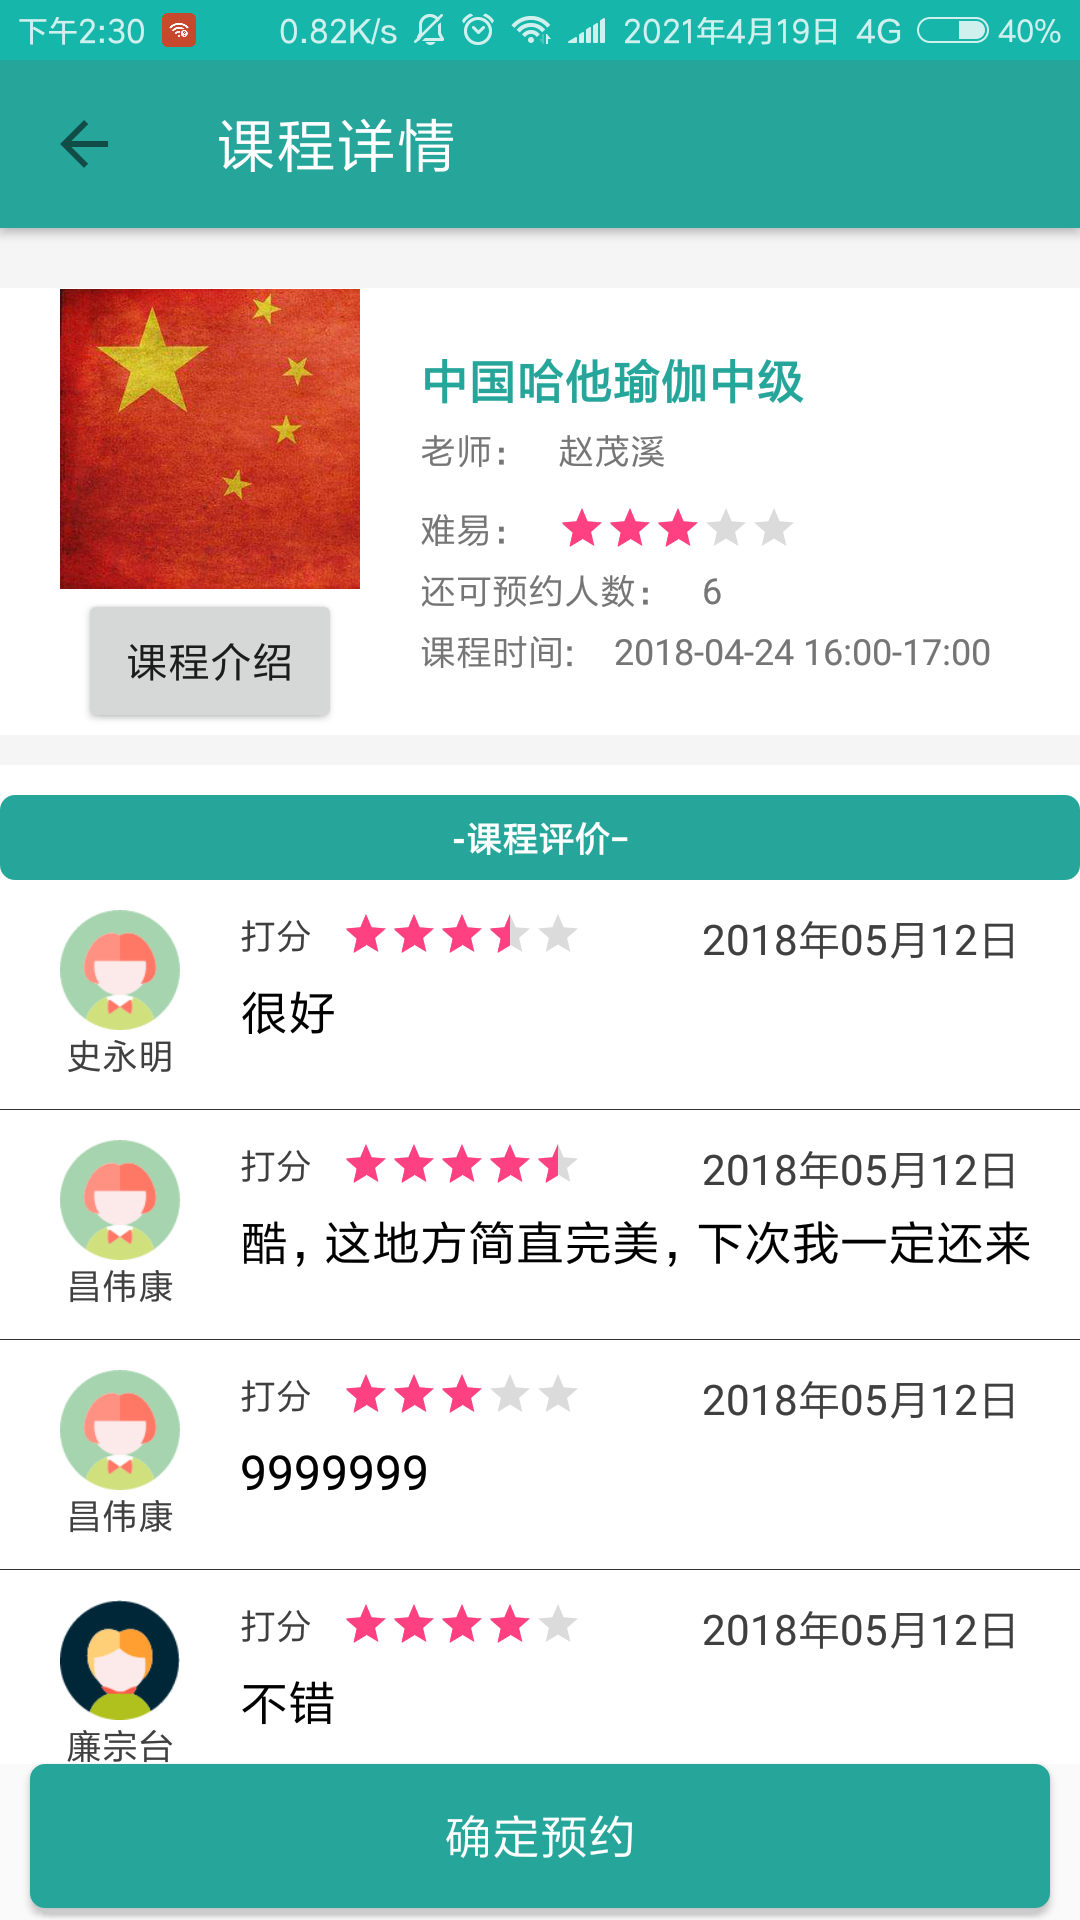 下午2:30 0.82K/s 2021年4月19日 4G 40%
课程详情
中国哈他瑜伽中级
老师： 赵茂溪
难易：
还可预约人数： 6
课程时间: 2018-04-24 16:00-17:00
课程介绍
-课程评价-
打分 2018年05月12日
很好
史永明
打分 2018年05月12日
酷，这地方简直完美，下次我一定还来
昌伟康
打分 2018年05月12日
9999999
昌伟康
打分 2018年05月12日
不错
廉宗台
确定预约